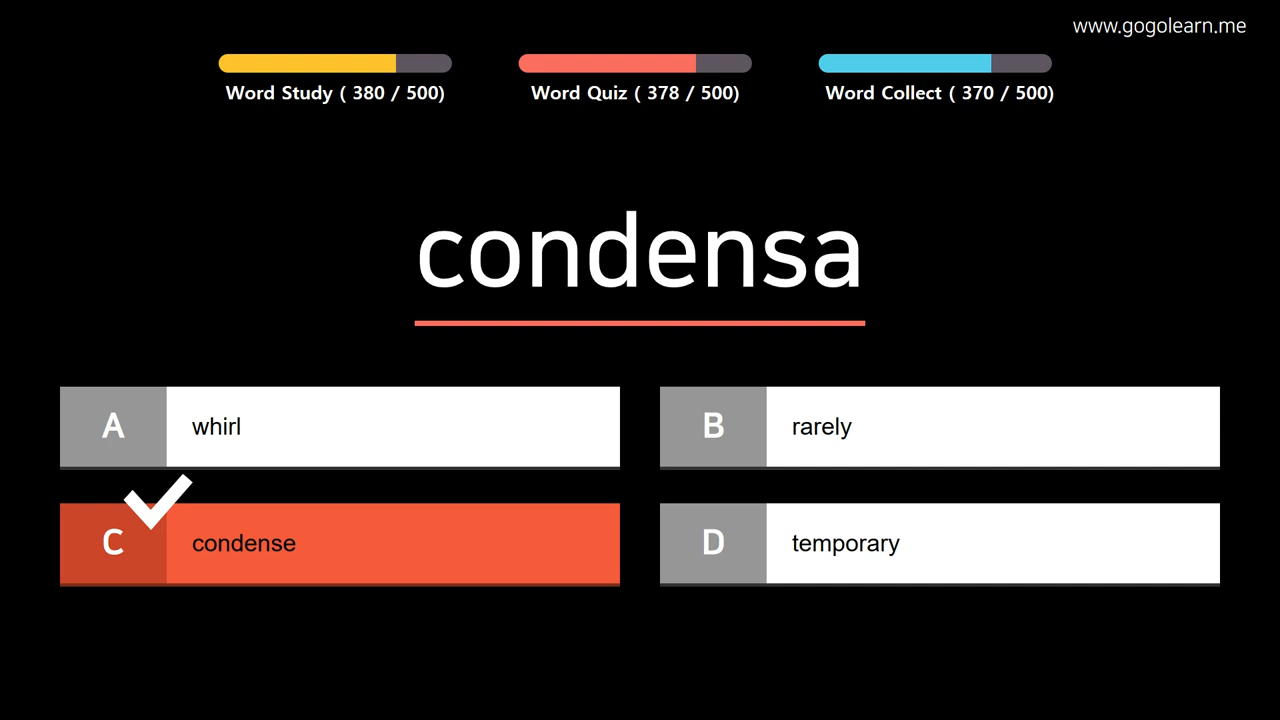 www.gogolearn.me
Word Study ( 380 / 500)
Word Quiz ( 378 / 500)
Word Collect ( 370 / 500)
condensa
A whirl
B rarely
C condense
D temporary